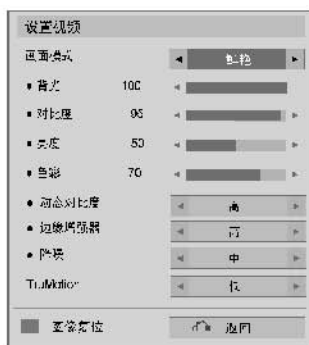 设置视频
画面模式 鲜艳
• 背光 100
• 对比度 95
• 亮度 50
• 色彩 70
• 动态对比度 高
• 边缘增强器 高
• 降噪 中
TruMotion 低
图像复位 返回